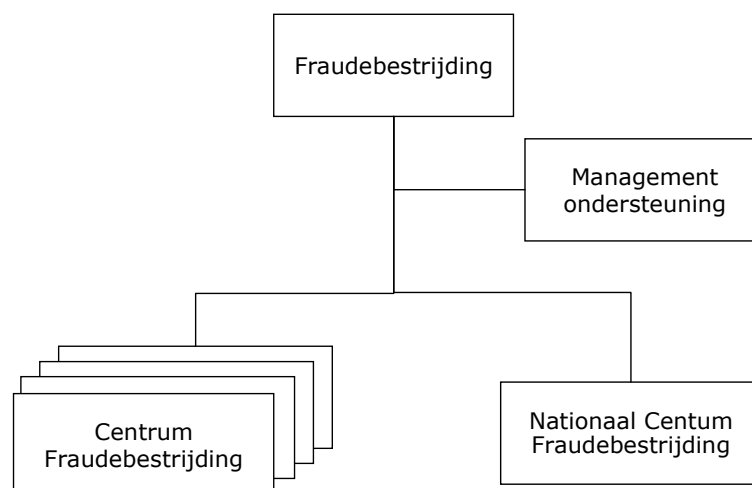 Fraudebestrijding
Management
ondersteuning
Centrum
Fraudebestrijding
Nationaal Centum
Fraudebestrijding